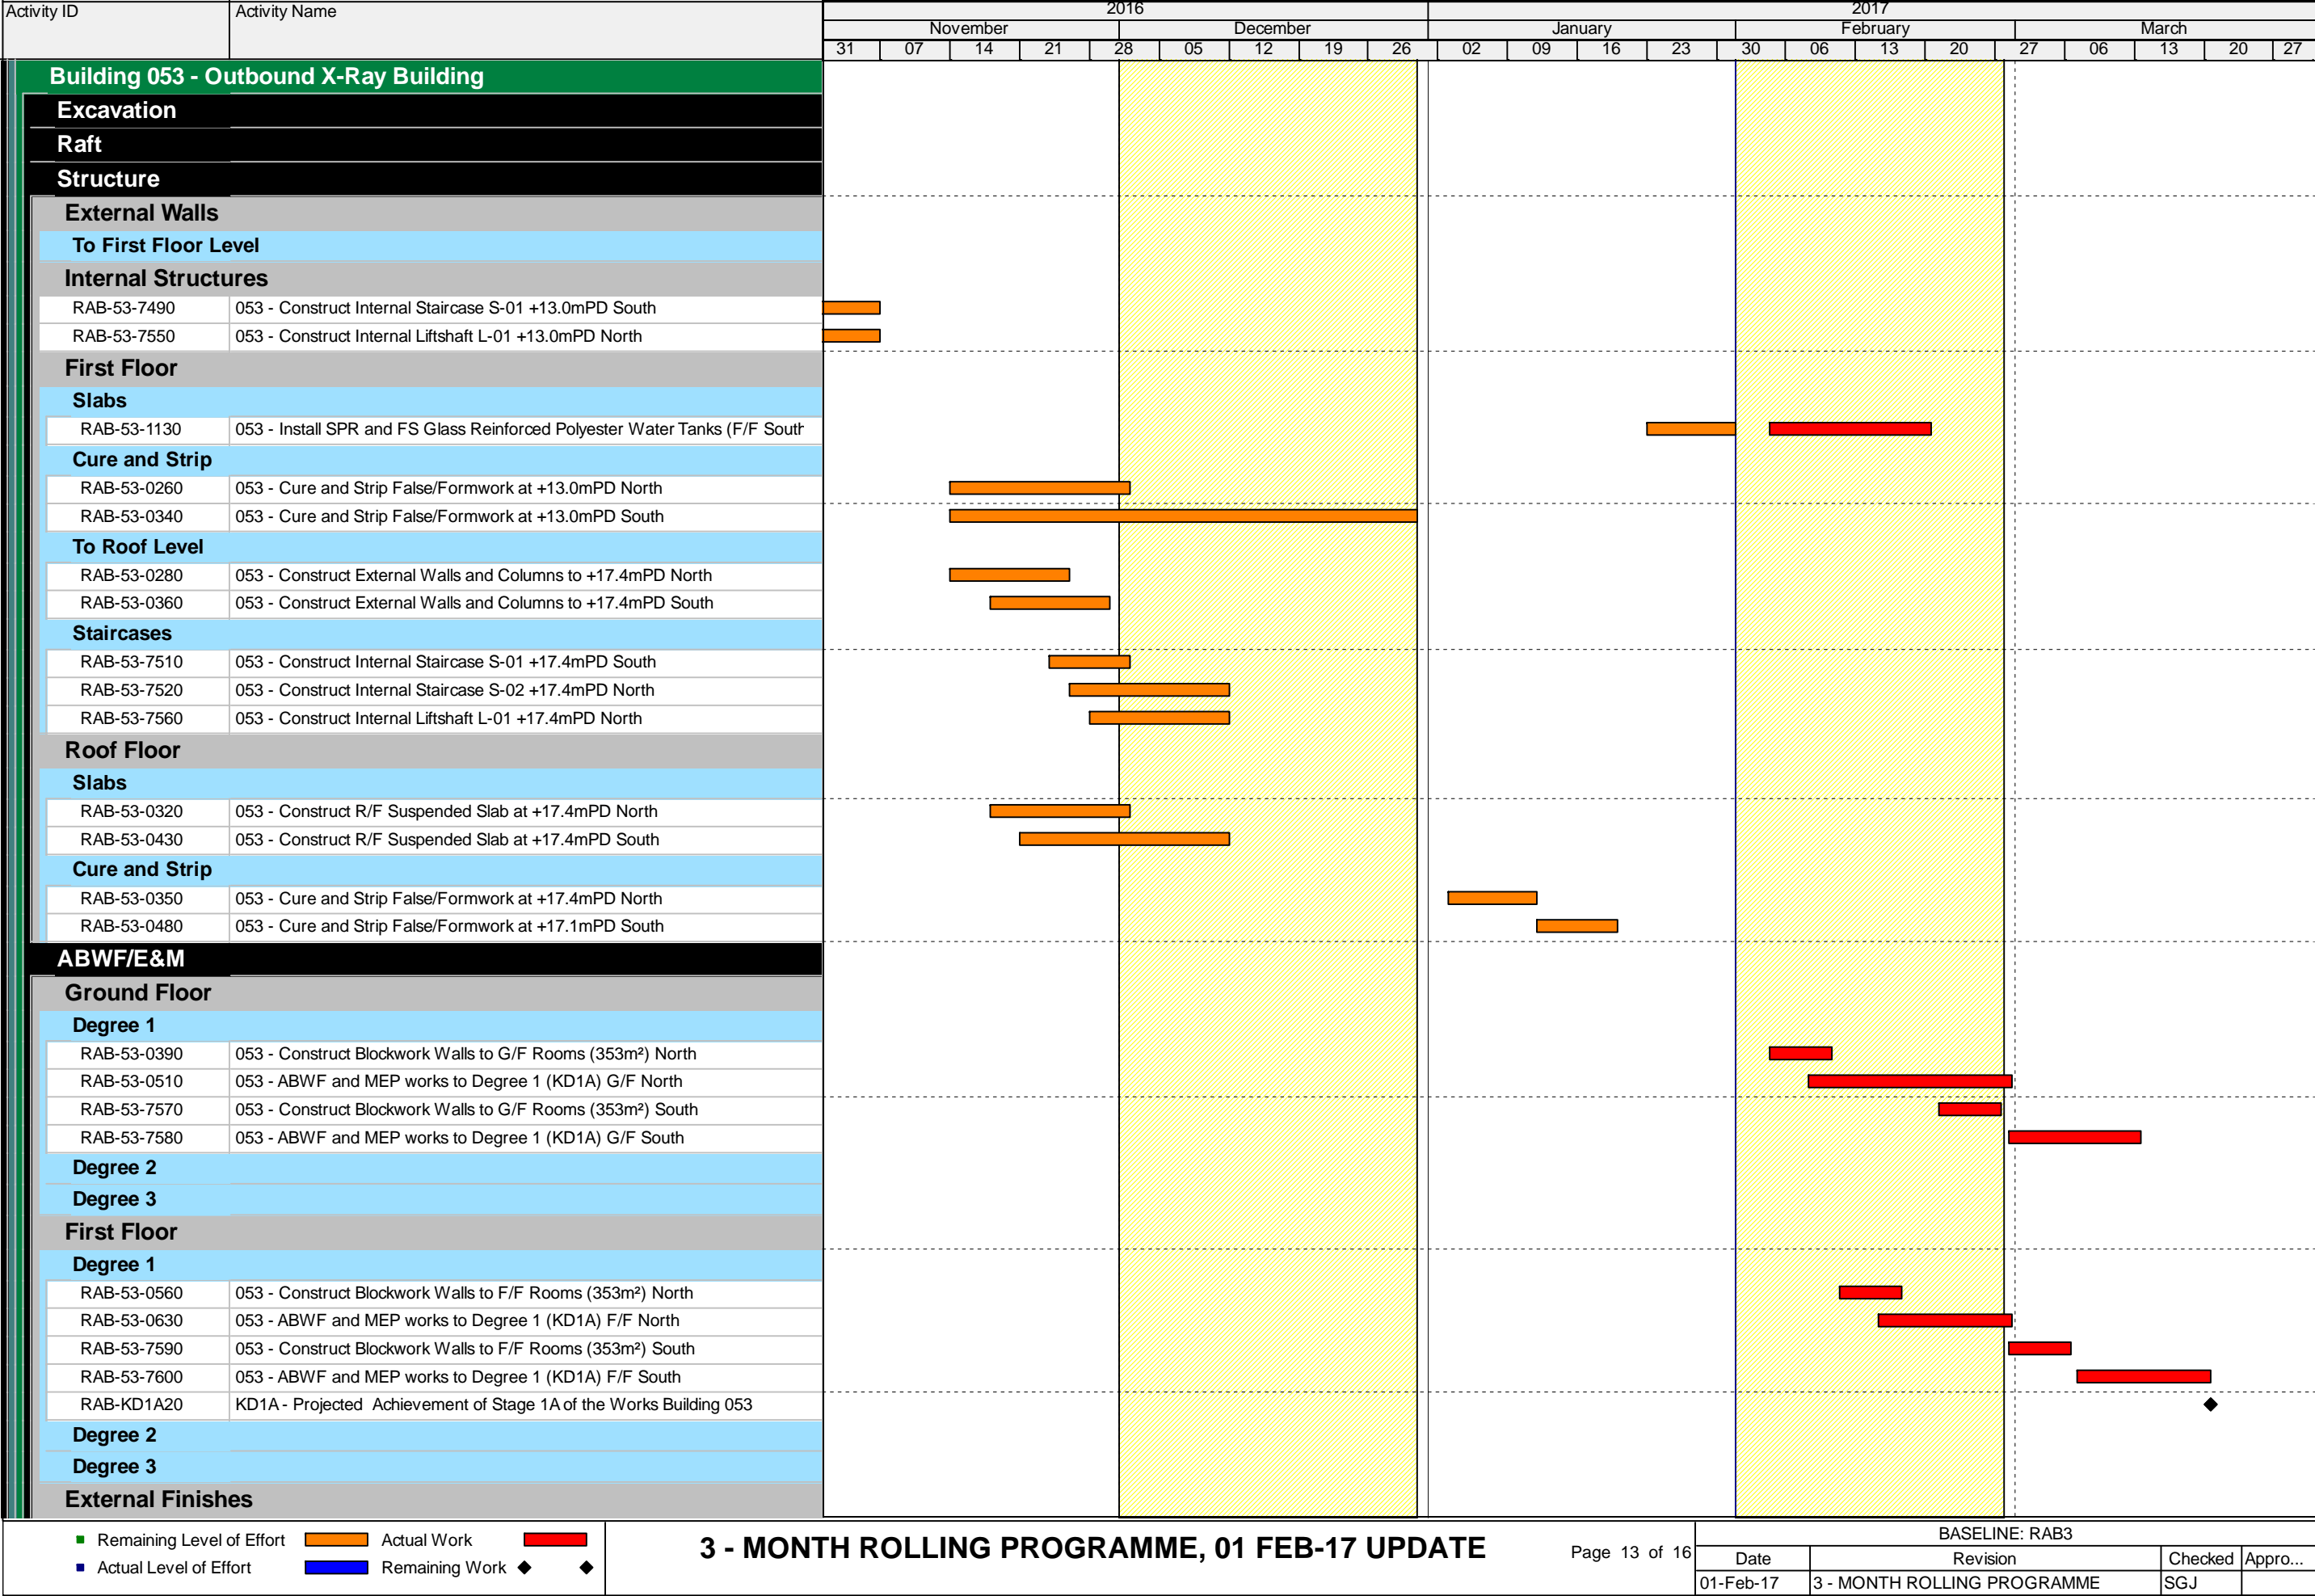 Activity ID Activity Name 2016 2017
November December January February March
31 07 14 21 28 05 12 19 26 02 09 16 23 30 06 13 20 27 06 13 20 27
Building 053 - Outbound X-Ray Building
Excavation
Raft
Structure
External Walls
To First Floor Level
Internal Structures
RAB-53-7490 053 - Construct Internal Staircase S-01 +13.0mPD South
RAB-53-7550 053 - Construct Internal Liftshaft L-01 +13.0mPD North
First Floor
Slabs
RAB-53-1130 053 - Install SPR and FS Glass Reinforced Polyester Water Tanks (F/F South
Cure and Strip
RAB-53-0260 053 - Cure and Strip False/Formwork at +13.0mPD North
RAB-53-0340 053 - Cure and Strip False/Formwork at +13.0mPD South
To Roof Level
RAB-53-0280 053 - Construct External Walls and Columns to +17.4mPD North
RAB-53-0360 053 - Construct External Walls and Columns to +17.4mPD South
Staircases
RAB-53-7510 053 - Construct Internal Staircase S-01 +17.4mPD South
RAB-53-7520 053 - Construct Internal Staircase S-02 +17.4mPD North
RAB-53-7560 053 - Construct Internal Liftshaft L-01 +17.4mPD North
Roof Floor
Slabs
RAB-53-0320 053 - Construct R/F Suspended Slab at +17.4mPD North
RAB-53-0430 053 - Construct R/F Suspended Slab at +17.4mPD South
Cure and Strip
RAB-53-0350 053 - Cure and Strip False/Formwork at +17.4mPD North
RAB-53-0480 053 - Cure and Strip False/Formwork at +17.1mPD South
ABWF/E&M
Ground Floor
Degree 1
RAB-53-0390 053 - Construct Blockwork Walls to G/F Rooms (353m²) North
RAB-53-0510 053 - ABWF and MEP works to Degree 1 (KD1A) G/F North
RAB-53-7570 053 - Construct Blockwork Walls to G/F Rooms (353m²) South
RAB-53-7580 053 - ABWF and MEP works to Degree 1 (KD1A) G/F South
Degree 2
Degree 3
First Floor
Degree 1
RAB-53-0560 053 - Construct Blockwork Walls to F/F Rooms (353m²) North
RAB-53-0630 053 - ABWF and MEP works to Degree 1 (KD1A) F/F North
RAB-53-7590 053 - Construct Blockwork Walls to F/F Rooms (353m²) South
RAB-53-7600 053 - ABWF and MEP works to Degree 1 (KD1A) F/F South
RAB-KD1A20 KD1A - Projected Achievement of Stage 1A of the Works Building 053
Degree 2
Degree 3
External Finishes
Remaining Level of Effort Actual Work
Actual Level of Effort Remaining Work
3 - MONTH ROLLING PROGRAMME, 01 FEB-17 UPDATE
Page 13 of 16
BASELINE: RAB3
Date Revision Checked Appro...
01-Feb-17 3 - MONTH ROLLING PROGRAMME SGJ